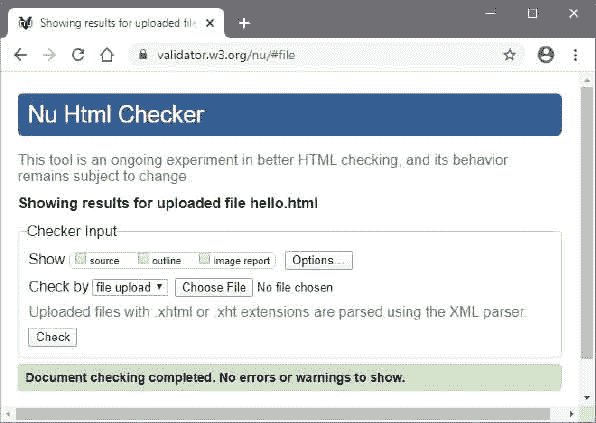 Showing results for uploaded file
validator.w3.org/nu/#file
Nu Html Checker
This tool is an ongoing experiment in better HTML checking, and its behavior
remains subject to change
Showing results for uploaded file hello.html
Checker Input
Show source outline image report Options...
Check by file upload Choose File No file chosen
Uploaded files with .xhtml or .xht extensions are parsed using the XML parser.
Check
Document checking completed. No errors or warnings to show.